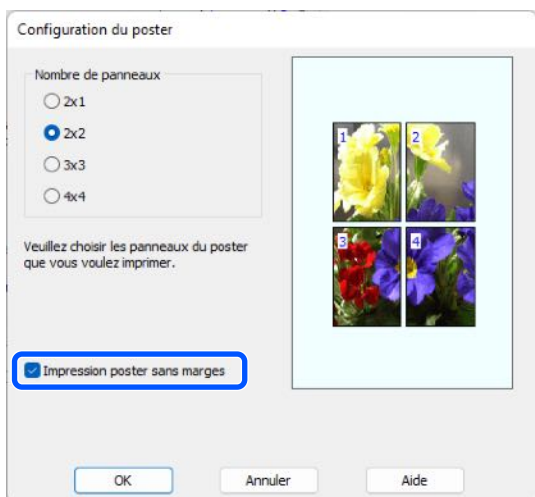 Configuration du poster
Nombre de panneaux
2x1
2x2
3x3
4x4
Veuillez choisir les panneaux du poster
que vous voulez imprimer.
Impression poster sans marges
1
2
3
4
OK
Annuler
Aide